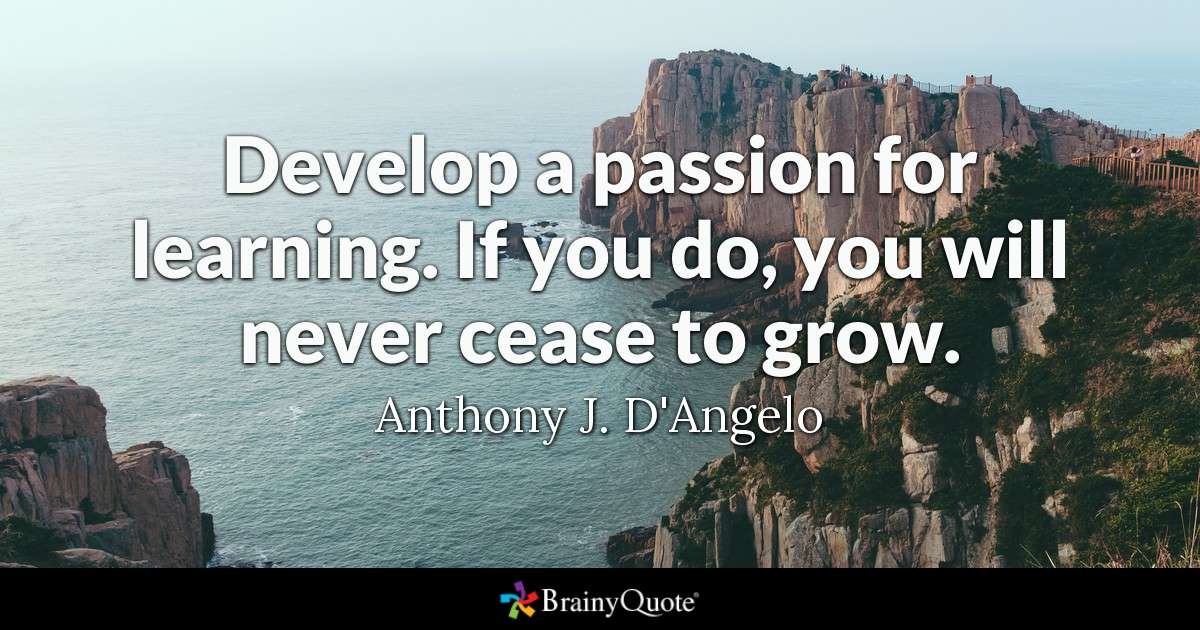 Develop a passion for
learning. If you do, you will
never cease to grow.
Anthony J. D'Angelo
BrainyQuote®